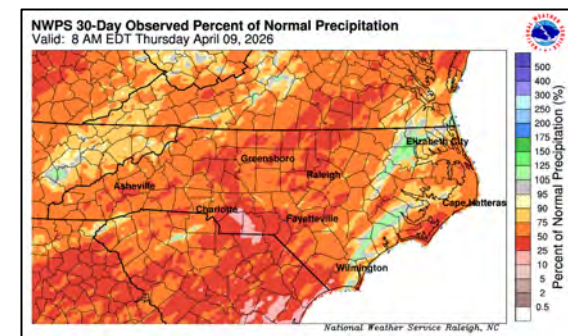 NWPS 30-Day Observed Percent of Normal Precipitation
Valid: 8 AM EDT Thursday April 09, 2026
Elizabeth City
Greensboro
Raleigh
Asheville
Cape Hatteras
Charlotte
Fayetteville
Wilmington
National Weather Service Raleigh, NC
500
400
300
250
200
175
150
125
105
95
90
75
50
25
10
5
2
0.5
Percent of Normal Precipitation (%)